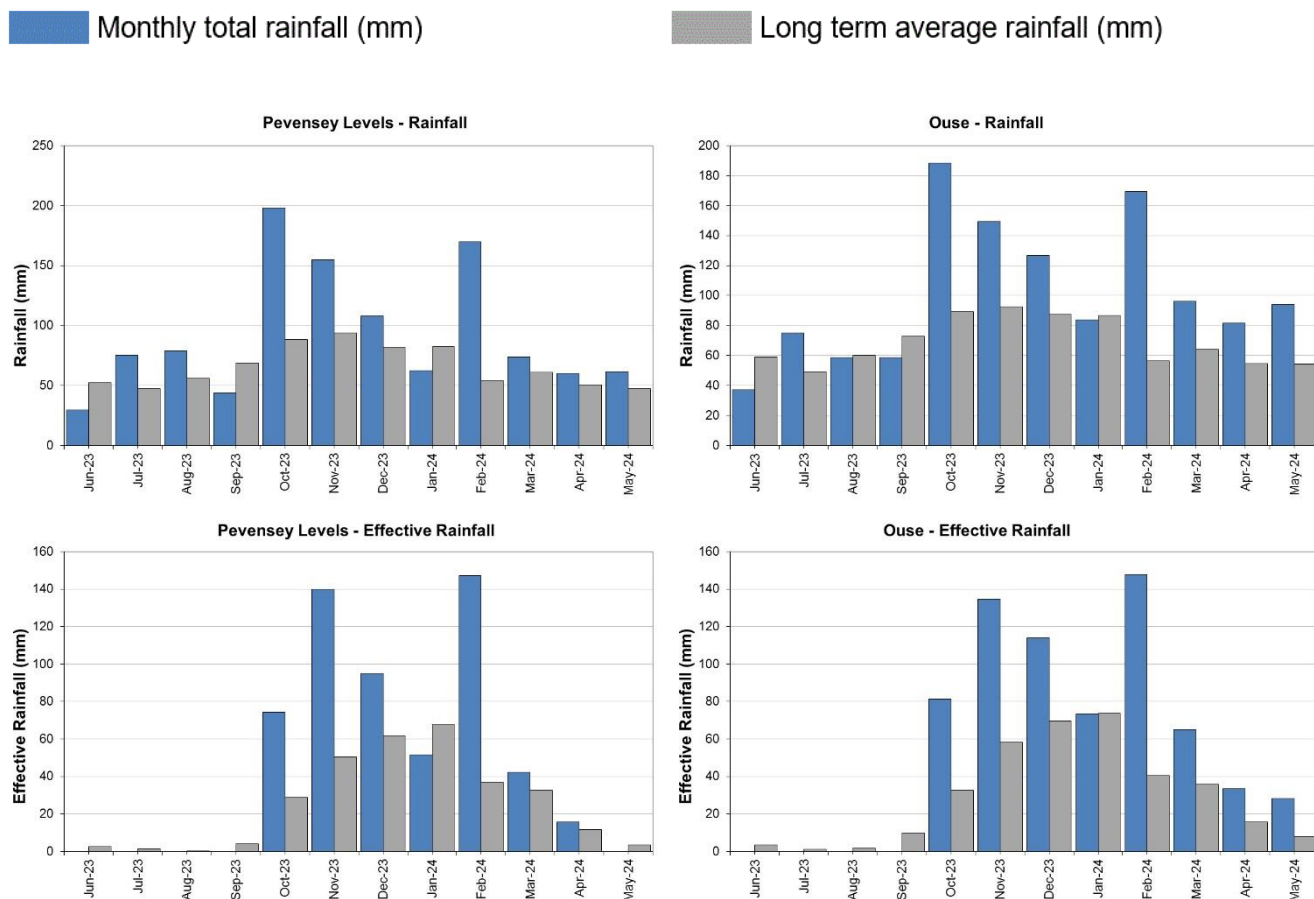 Monthly total rainfall (mm)
Long term average rainfall (mm)
Pevensey Levels - Rainfall
Rainfall (mm)
250
200
150
100
50
0
Jun-23
Jul-23
Aug-23
Sep-23
Oct-23
Nov-23
Dec-23
Jan-24
Feb-24
Mar-24
Apr-24
May-24
Ouse - Rainfall
Rainfall (mm)
200
180
160
140
120
100
80
60
40
20
0
Jun-23
Jul-23
Aug-23
Sep-23
Oct-23
Nov-23
Dec-23
Jan-24
Feb-24
Mar-24
Apr-24
May-24
Pevensey Levels - Effective Rainfall
Effective Rainfall (mm)
160
140
120
100
80
60
40
20
0
Jun-23
Jul-23
Aug-23
Sep-23
Oct-23
Nov-23
Dec-23
Jan-24
Feb-24
Mar-24
Apr-24
May-24
Ouse - Effective Rainfall
Effective Rainfall (mm)
160
140
120
100
80
60
40
20
0
Jun-23
Jul-23
Aug-23
Sep-23
Oct-23
Nov-23
Dec-23
Jan-24
Feb-24
Mar-24
Apr-24
May-24